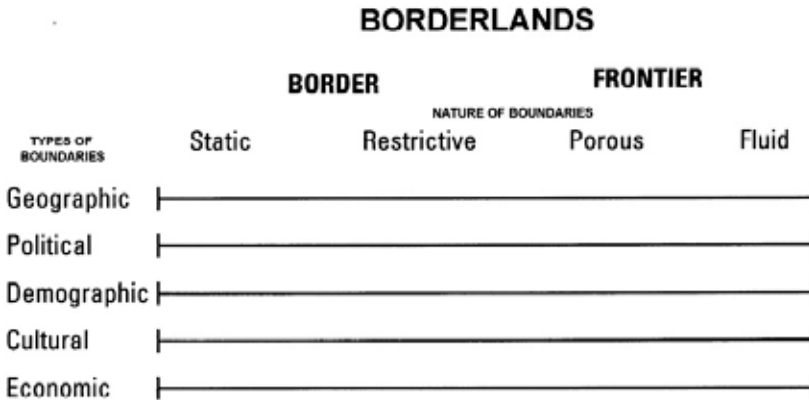 BORDERLANDS
BORDER FRONTIER
NATURE OF BOUNDARIES
TYPES OF
BOUNDARIES
Static Restrictive Porous Fluid
Geographic
Political
Demographic
Cultural
Economic